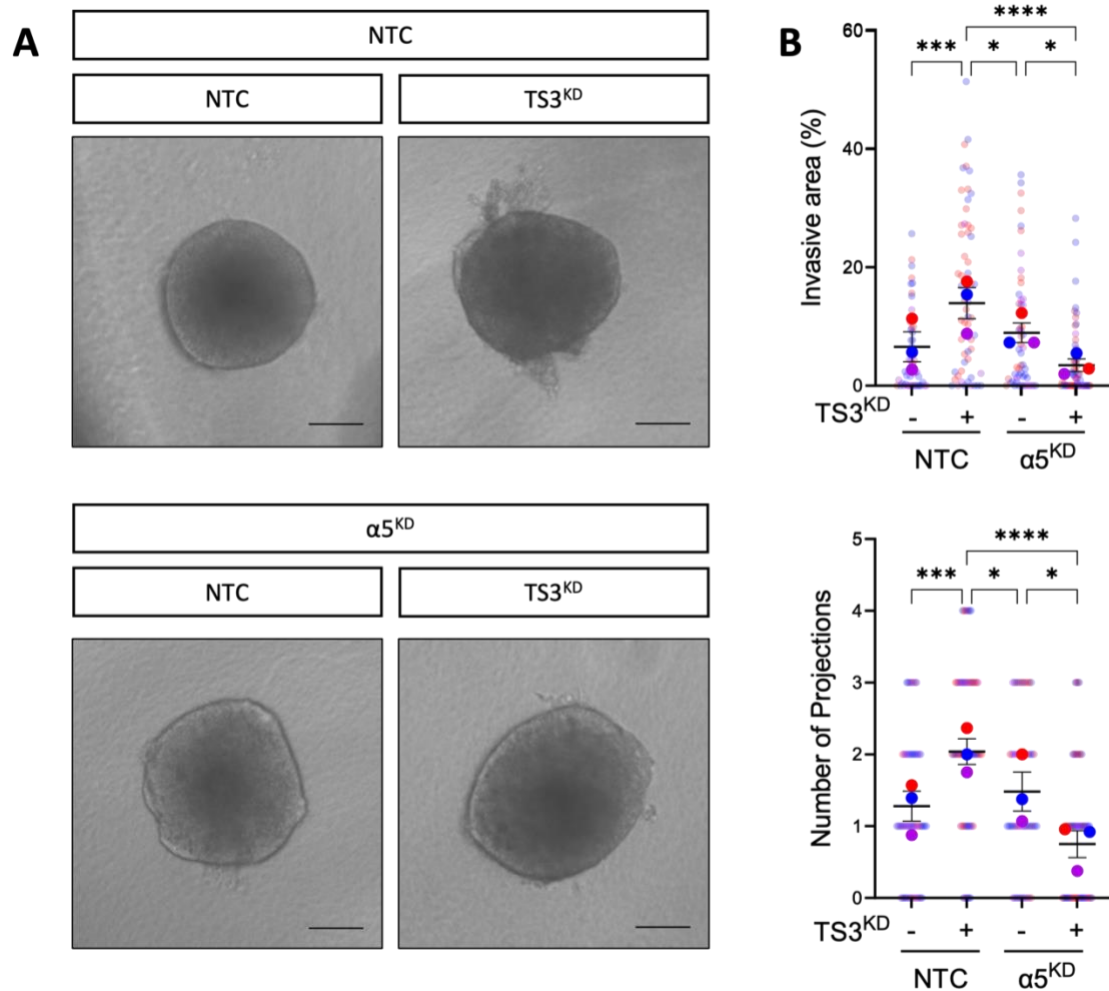 A
NTC
NTC
TS3KD
α5KD
NTC
TS3KD
B
****
***
*
*
60
40
20
0
Invasive area (%)
TS3KD
-
+
-
+
NTC
α5KD
****
***
*
*
5
4
3
2
1
0
Number of Projections
TS3KD
-
+
-
+
NTC
α5KD